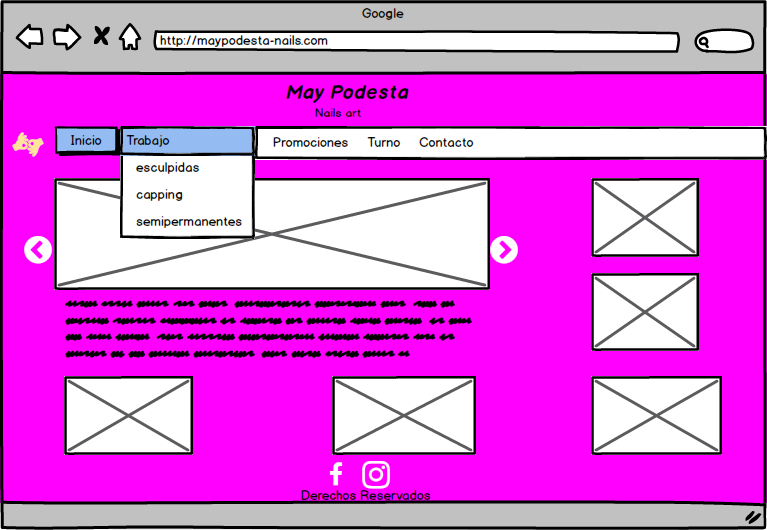 Google
http://maypodesta-nails.com
May Podesta
Nails art
Inicio
Trabajo
Promociones
Turno
Contacto
esculpidas
capping
semipermanentes
Derechos Reservados